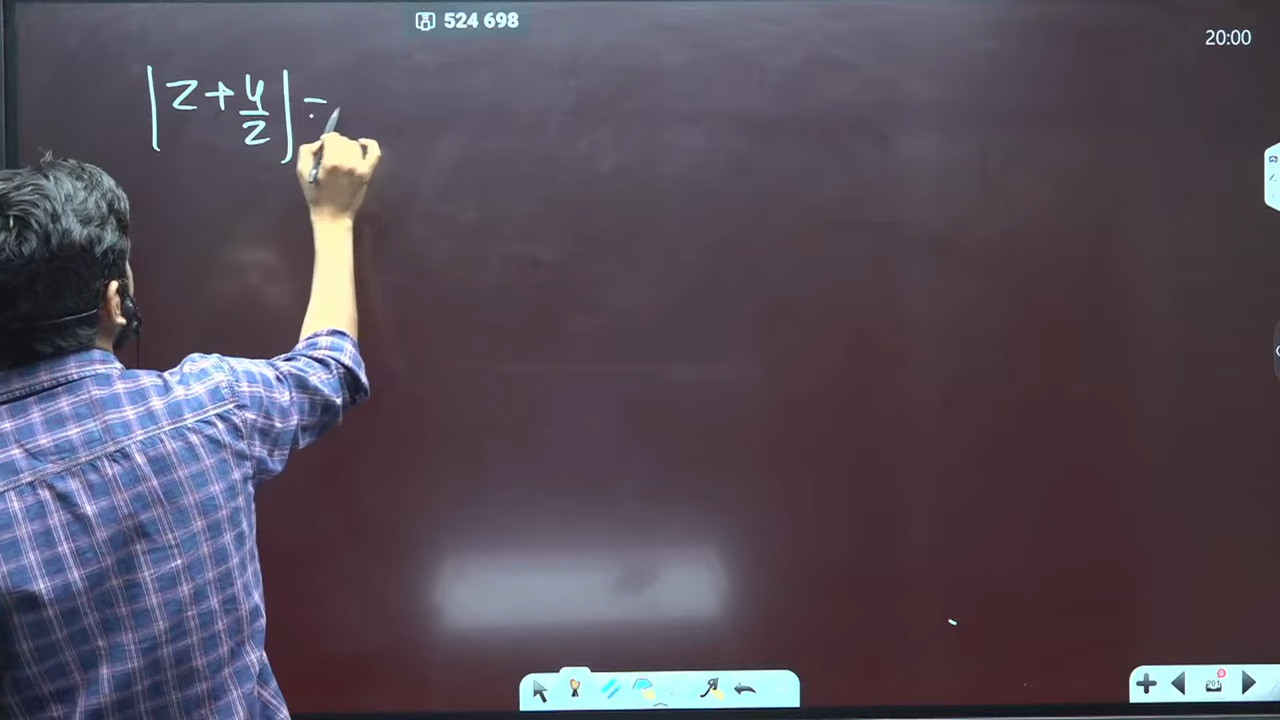 524 698
20:00
|z + 4/z| =